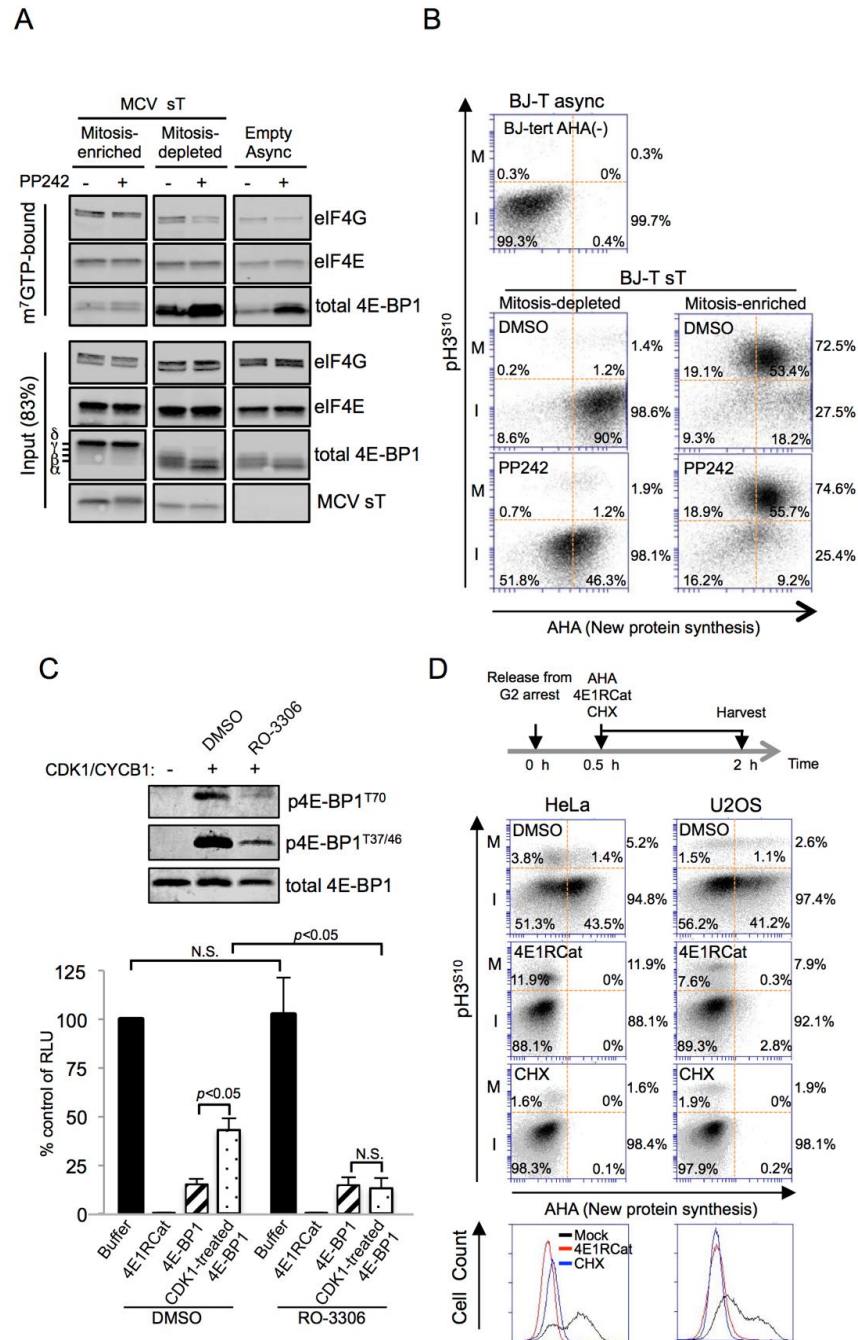 A
MCV sT
Mitosis-enriched
Mitosis-depleted
Empty Async
PP242 - + - + - +
m⁷GTP-bound
eIF4G
eIF4E
total 4E-BP1
Input (83%)
eIF4G
eIF4E
δ γ β α
total 4E-BP1
MCV sT
B
BJ-T async
BJ-tert AHA(-)
M
0.3% 0% 0.3%
I
99.3% 0.4% 99.7%
BJ-T sT
Mitosis-depleted Mitosis-enriched
pH3S10
DMSO DMSO
M
0.2% 1.2% 1.4% 19.1% 53.4% 72.5%
I
8.6% 90% 98.6% 9.3% 18.2% 27.5%
PP242 PP242
M
0.7% 1.2% 1.9% 18.9% 55.7% 74.6%
I
51.8% 46.3% 98.1% 16.2% 9.2% 25.4%
AHA (New protein synthesis)
C
DMSO
RO-3306
CDK1/CYCB1: - + +
p4E-BP1T70
p4E-BP1T37/46
total 4E-BP1
p<0.05
N.S.
% control of RLU
125
100
75
50
25
0
p<0.05
N.S.
Buffer
4E1RCat
4E-BP1
CDK1-treated 4E-BP1
Buffer
4E1RCat
4E-BP1
CDK1-treated 4E-BP1
DMSO
RO-3306
D
Release from G2 arrest
AHA
4E1RCat
CHX
Harvest
0 h 0.5 h 2 h Time
HeLa U2OS
pH3S10
DMSO DMSO
M
3.8% 1.4% 5.2% 1.5% 1.1% 2.6%
I
51.3% 43.5% 94.8% 56.2% 41.2% 97.4%
4E1RCat 4E1RCat
M
11.9% 0% 11.9% 7.6% 0.3% 7.9%
I
88.1% 0% 88.1% 89.3% 2.8% 92.1%
CHX CHX
M
1.6% 0% 1.6% 1.9% 0% 1.9%
I
98.3% 0.1% 98.4% 97.9% 0.2% 98.1%
AHA (New protein synthesis)
Cell Count
Mock
4E1RCat
CHX